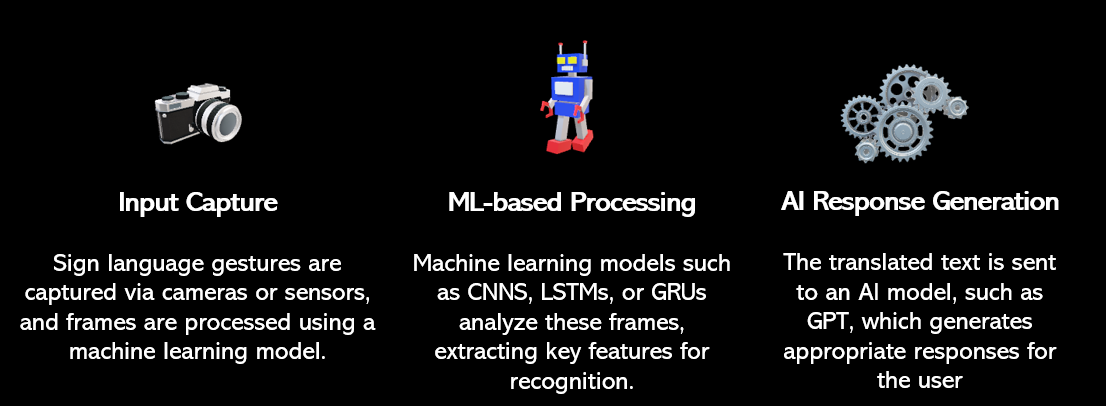 Input Capture
Sign language gestures are
captured via cameras or sensors,
and frames are processed using a
machine learning model.
ML-based Processing
Machine learning models such
as CNNS, LSTMs, or GRUs
analyze these frames,
extracting key features for
recognition.
AI Response Generation
The translated text is sent
to an AI model, such as
GPT, which generates
appropriate responses for
the user